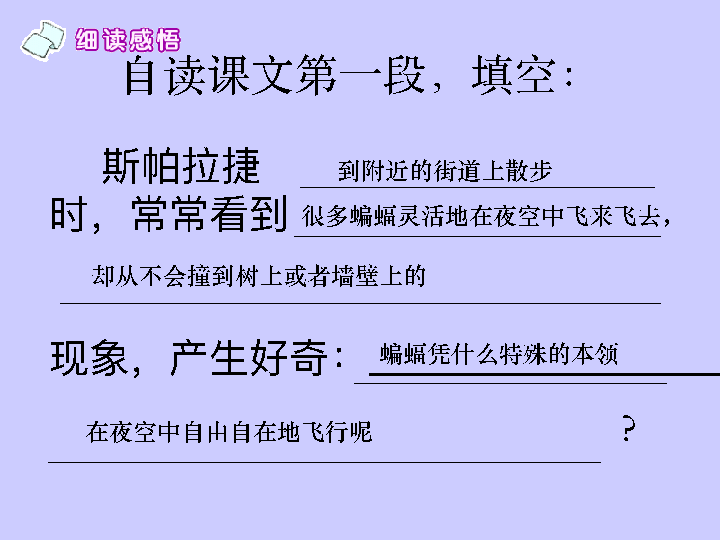 细读感悟
自读课文第一段，填空：
斯帕拉捷 到附近的街道上散步
时，常常看到 很多蝙蝠灵活地在夜空中飞来飞去，
却从不会撞到树上或者墙壁上的
现象，产生好奇： 蝙蝠凭什么特殊的本领
在夜空中自由自在地飞行呢 ？